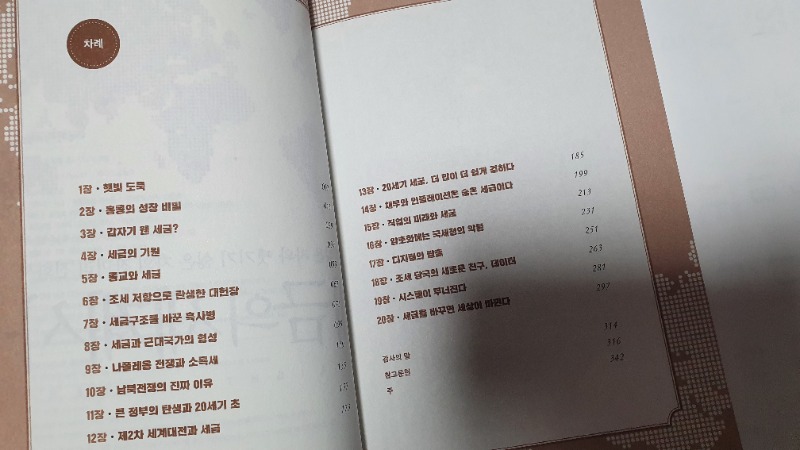 차례
1장 • 햇빛 도둑
2장 • 홍콩의 성장 비밀
3장 • 갑자기 웬 세금?
4장 • 세금의 기원
5장 • 종교와 세금
6장 • 조세 저항으로 탄생한 대헌장
7장 • 세금구조를 바꾼 흑사병
8장 • 세금과 근대국가의 형성
9장 • 나폴레옹 전쟁과 소득세
10장 • 남북전쟁의 진짜 이유
11장 • 큰 정부의 탄생과 20세기 초
12장 • 제2차 세계대전과 세금
13장 • 20세기 세금, 더 많이 더 쉽게 걷히다 185
14장 • 채무와 인플레이션은 숨은 세금이다 199
15장 • 직업의 미래와 세금 213
16장 • 암호화폐는 국세청의 악몽 231
17장 • 디지털의 탈출 251
18장 • 조세 당국의 새로운 친구, 데이터 263
19장 • 시스템이 무너진다 281
20장 • 세금을 바꾸면 세상이 바뀐다 297
감사의 말 314
참고문헌 316
주 342